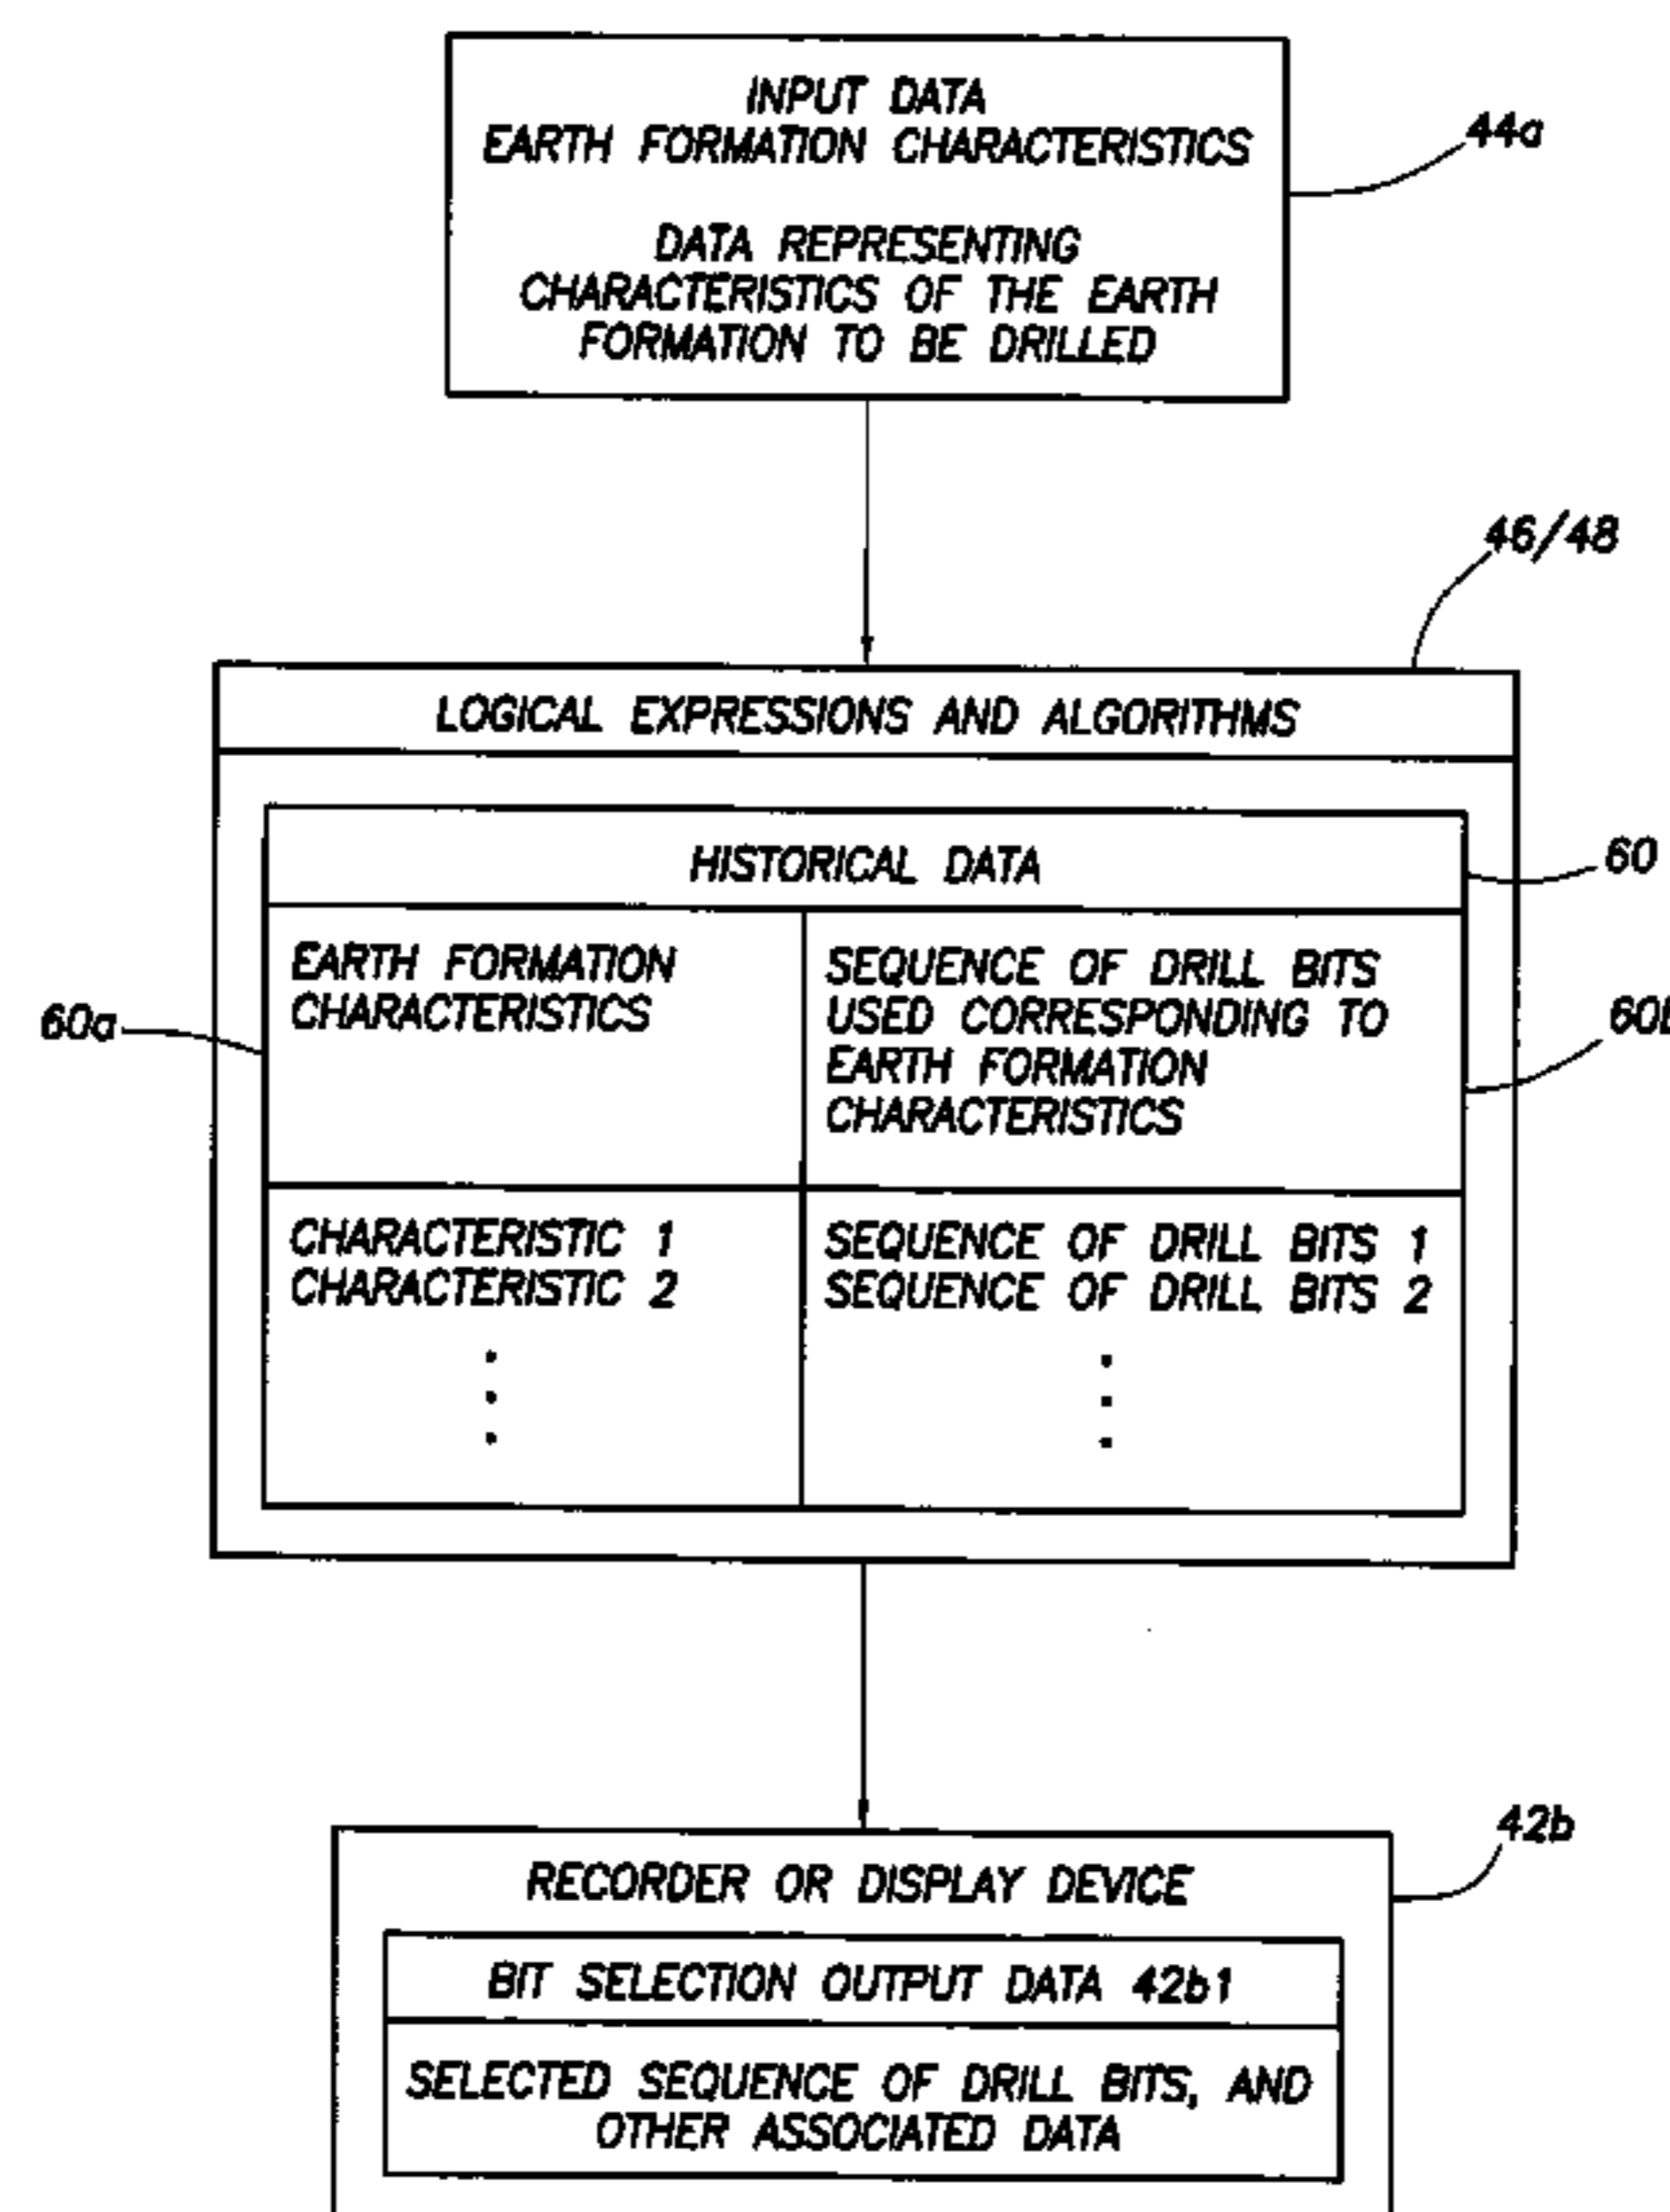 INPUT DATA
EARTH FORMATION CHARACTERISTICS
DATA REPRESENTING
CHARACTERISTICS OF THE EARTH
FORMATION TO BE DRILLED
44a
46/48
LOGICAL EXPRESSIONS AND ALGORITHMS
HISTORICAL DATA
60
EARTH FORMATION
CHARACTERISTICS
60a
SEQUENCE OF DRILL BITS
USED CORRESPONDING TO
EARTH FORMATION
CHARACTERISTICS
CHARACTERISTIC 1
CHARACTERISTIC 2
SEQUENCE OF DRILL BITS 1
SEQUENCE OF DRILL BITS 2
42b
RECORDER OR DISPLAY DEVICE
BIT SELECTION OUTPUT DATA 42b1
SELECTED SEQUENCE OF DRILL BITS, AND
OTHER ASSOCIATED DATA